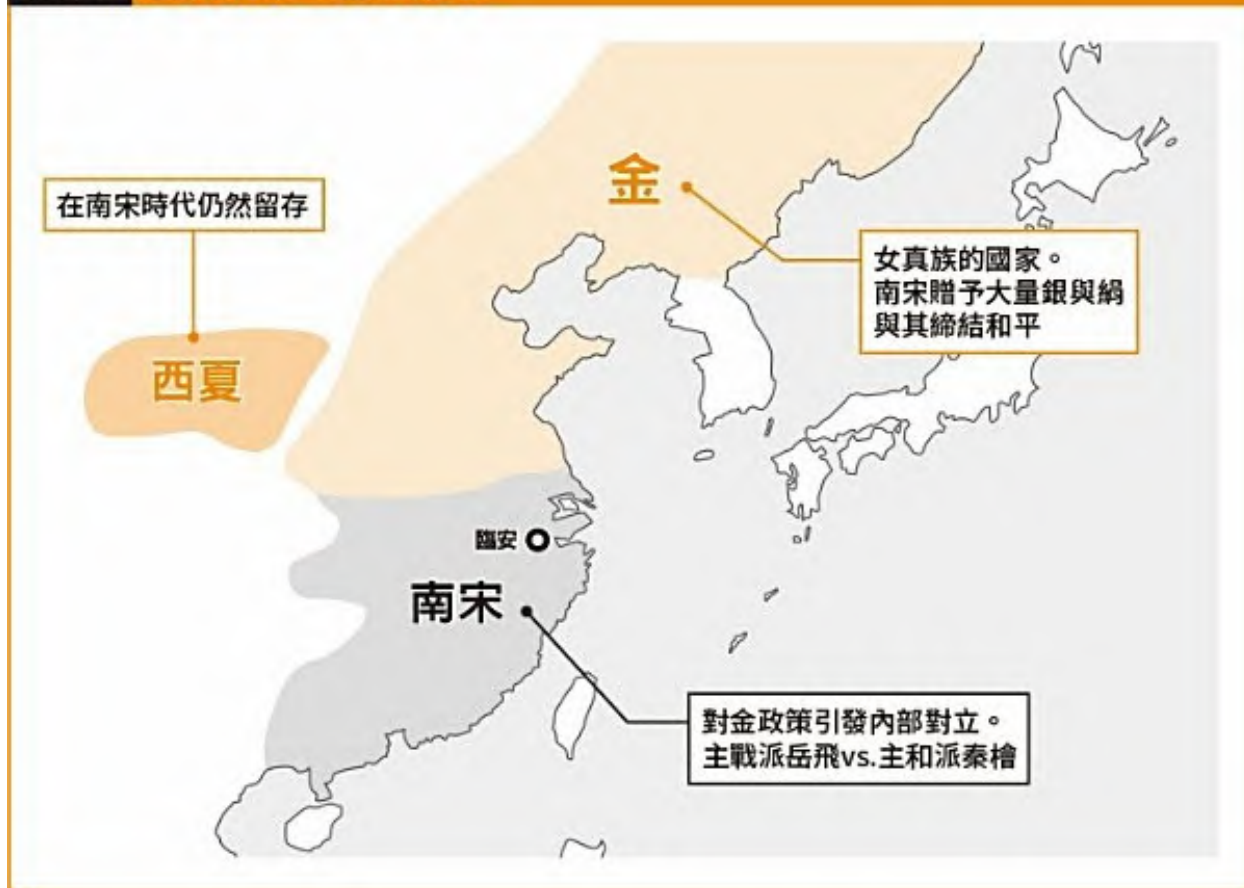 金
在南宋時代仍然留存
女真族的國家。
南宋贈予大量銀與絹
與其締結和平
西夏
臨安
南宋
對金政策引發內部對立。
主戰派岳飛vs.主和派秦檜